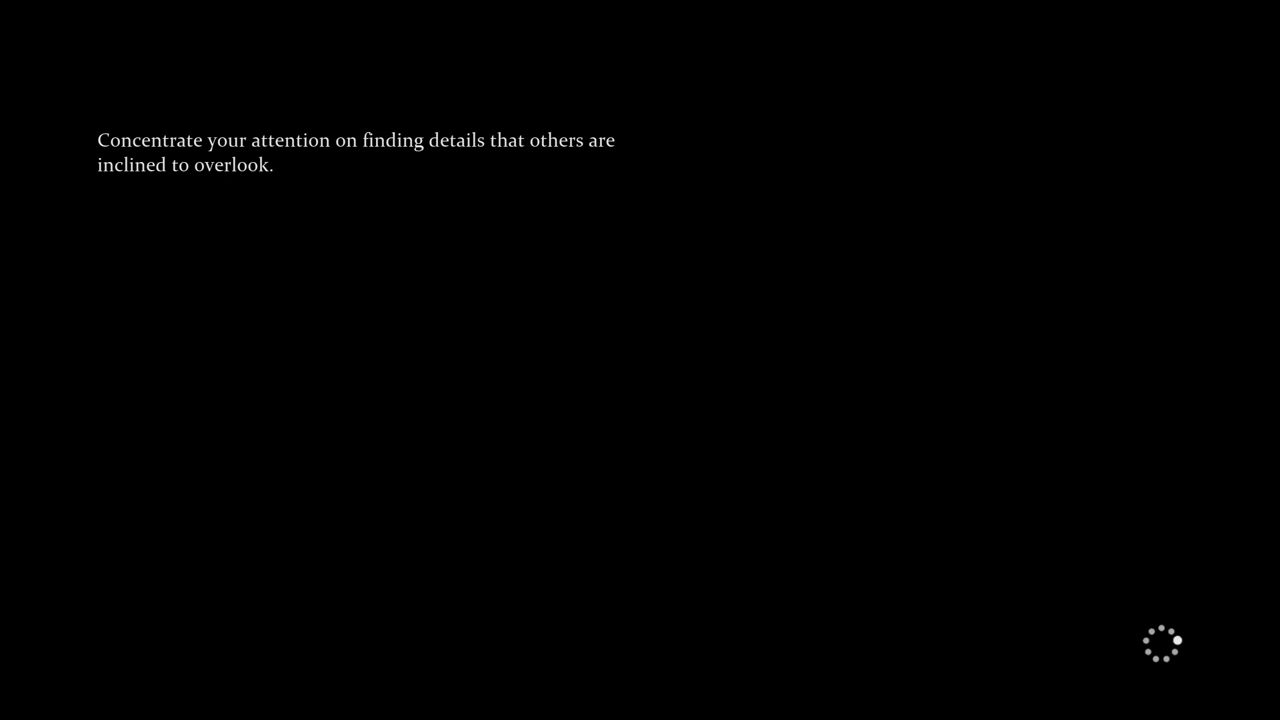 Concentrate your attention on finding details that others are
inclined to overlook.